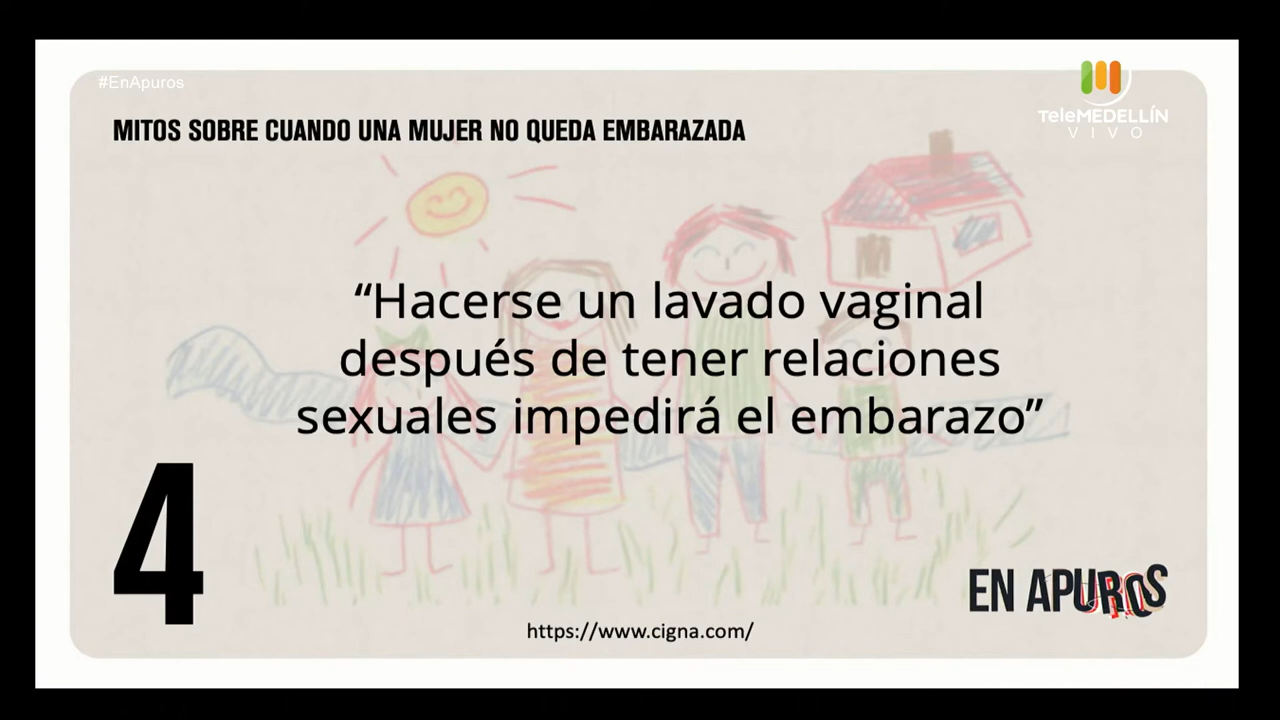 #EnApuros
TeleMEDELLÍN
VIVO
MITOS SOBRE CUANDO UNA MUJER NO QUEDA EMBARAZADA
“Hacerse un lavado vaginal
después de tener relaciones
sexuales impedirá el embarazo”
4
EN APUROS
https://www.cigna.com/